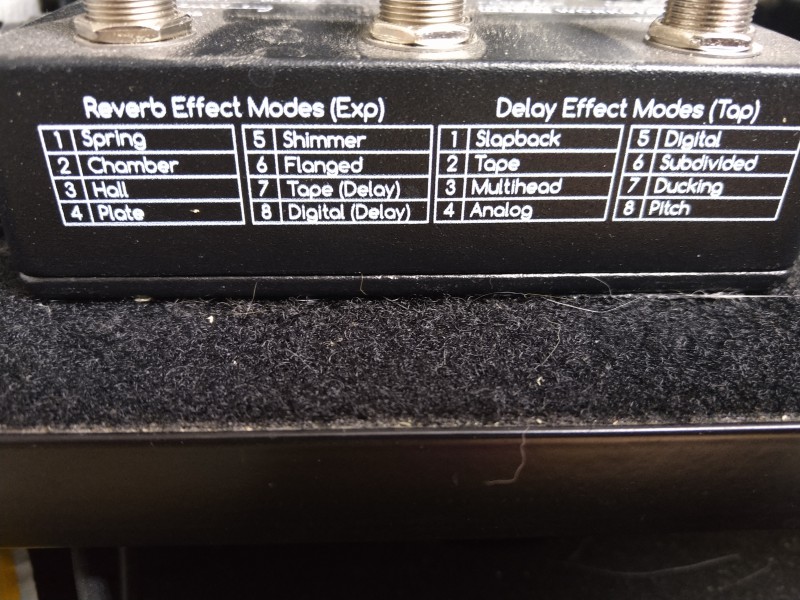 Reverb Effect Modes (Exp)
1 Spring 5 Shimmer
2 Chamber 6 Flanged
3 Hall 7 Tape (Delay)
4 Plate 8 Digital (Delay)
Delay Effect Modes (Tap)
1 Slapback 5 Digital
2 Tape 6 Subdivided
3 Multihead 7 Ducking
4 Analog 8 Pitch